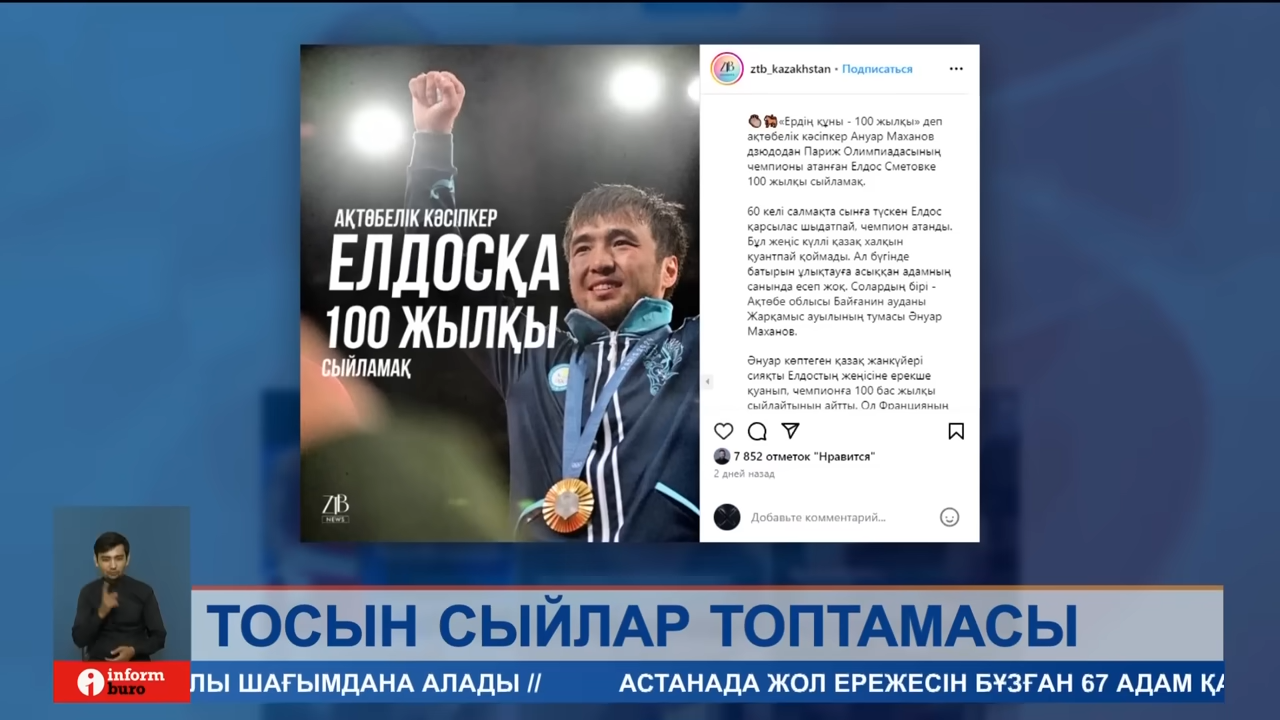 АҚТӨБЕЛІК КӘСІПКЕР
ЕЛДОСҚА
100 ЖЫЛҚЫ
СЫЙЛАМАҚ
ZTB
NEWS
ztb_kazakhstan • Подписаться
«Ердің құны - 100 жылқы» деп
ақтөбелік кәсіпкер Ануар Маханов
дзюдодан Париж Олимпиадасының
чемпионы атанған Елдос Сметовке
100 жылқы сыйламақ.
60 келі салмақта сынға түскен Елдос
қарсылас шыдатпай, чемпион атанды.
Бұл жеңіс күллі қазақ халқын
қуантпай қоймады. Ал бүгінде
батырын ұлықтауға асыққан адамның
санында есеп жоқ. Солардың бірі -
Ақтөбе облысы Байғанин ауданы
Жарқамыс ауылының тумасы Әнуар
Маханов.
Әнуар көптеген қазақ жанкүйері
сияқты Елдостың жеңісіне ерекше
қуанып, чемпионға 100 бас жылқы
сыйлайтынын айтты. Ол Францияның
7 852 отметок "Нравится"
2 дней назад
Добавьте комментарий...
ТОСЫН СЫЙЛАР ТОПТАМАСЫ
inform
buro
ЛЫ ШАҒЫМДАНА АЛАДЫ // АСТАНАДА ЖОЛ ЕРЕЖЕСІН БҰЗҒАН 67 АДАМ ҚА